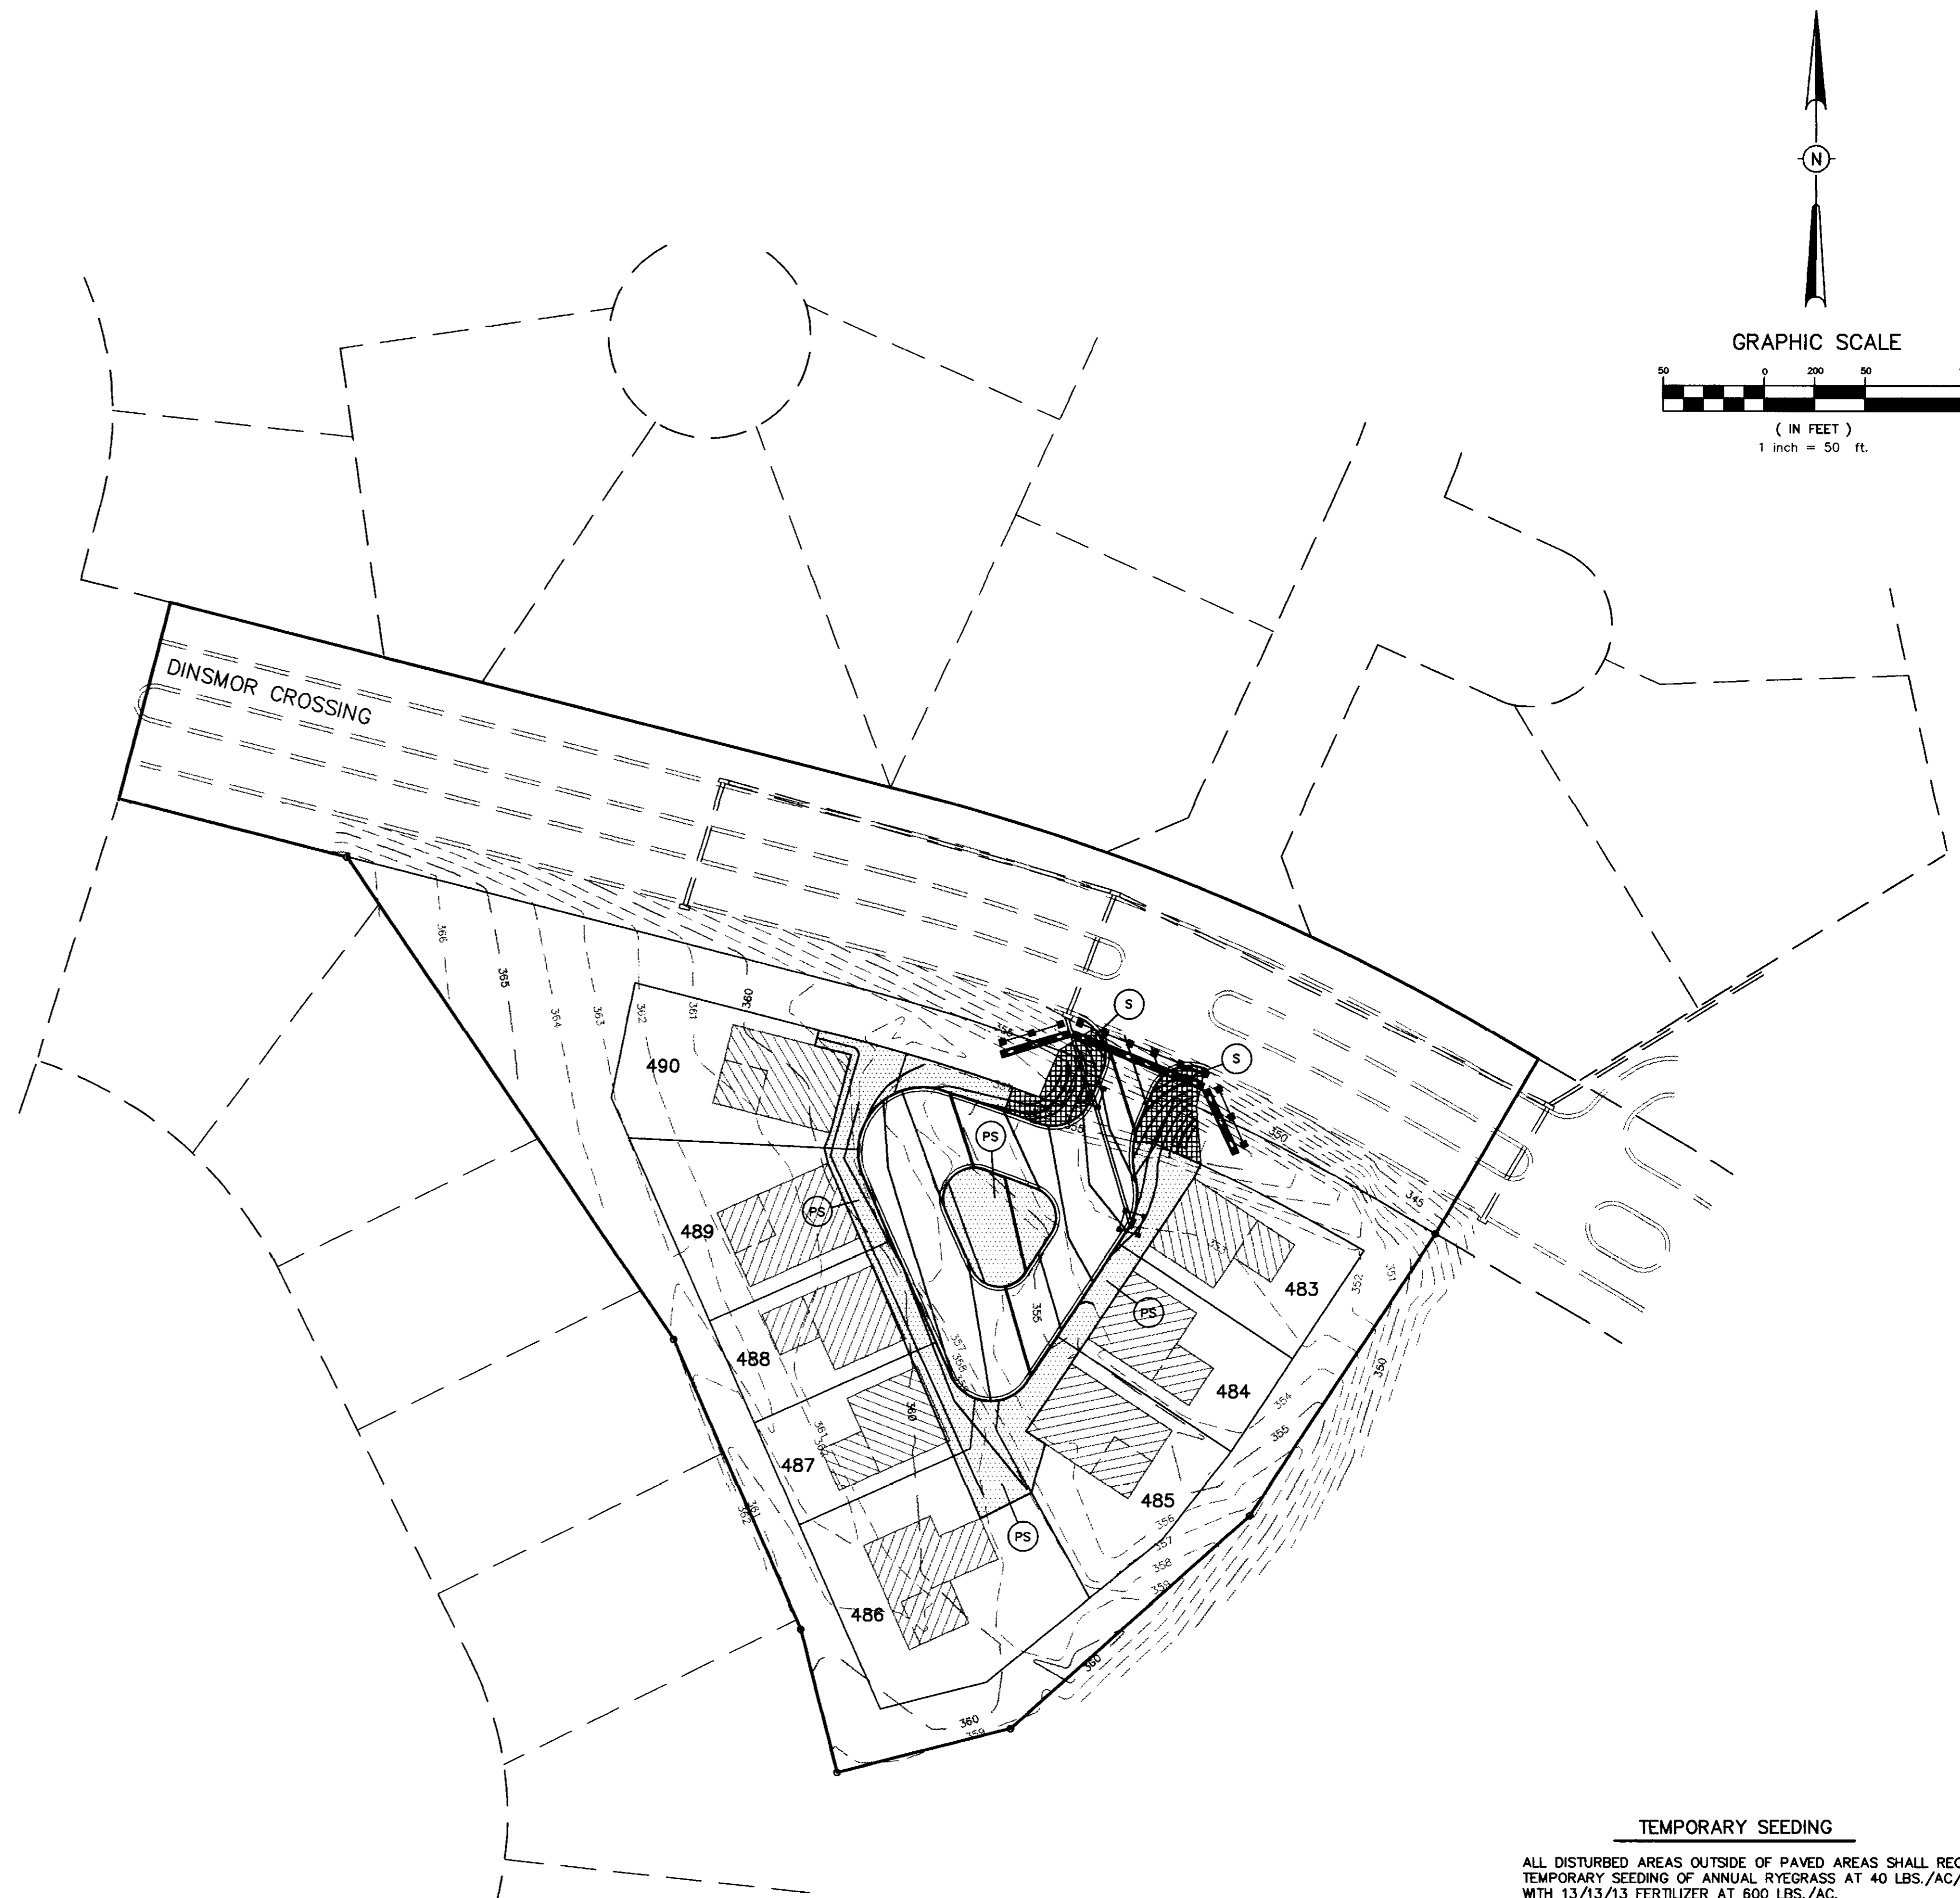 N
GRAPHIC SCALE
50 0 200 50
( IN FEET )
1 inch = 50 ft.
DINSMOR CROSSING
366
365
364
363
362
361
360
355
S
S
490
PS
355
350
345
PS
489
353
483
352
351
PS
355
357
358
488
350
484
354
355
360
361
487
485
361
362
356
357
358
359
PS
486
360
360
359
TEMPORARY SEEDING
ALL DISTURBED AREAS OUTSIDE OF PAVED AREAS SHALL
TEMPORARY SEEDING OF ANNUAL RYEGRASS AT 40 LBS./AC/
WITH 13/13/13 FERTILIZER AT 600 LBS./AC.